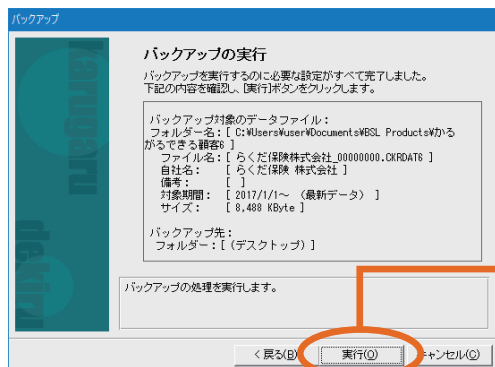 バックアップ
karugaru
dekiru
バックアップの実行
バックアップを実行するのに必要な設定がすべて完了しました。
下記の内容を確認し、[実行]ボタンをクリックします。
バックアップ対象のデータファイル：
フォルダー名：[ C:¥Users¥user¥Documents¥BSL Products¥かる
がるできる顧客6 ]
ファイル名：[ らくだ保険株式会社_00000000.CKRDAT6 ]
自社名： [ らくだ保険 株式会社 ]
備考： [ ]
対象期間： [ 2017/1/1～ （最新データ） ]
サイズ： [ 8,488 KByte ]
バックアップ先：
フォルダー：[ （デスクトップ） ]
バックアップの処理を実行します。
< 戻る(B) 実行(O) キャンセル(C)